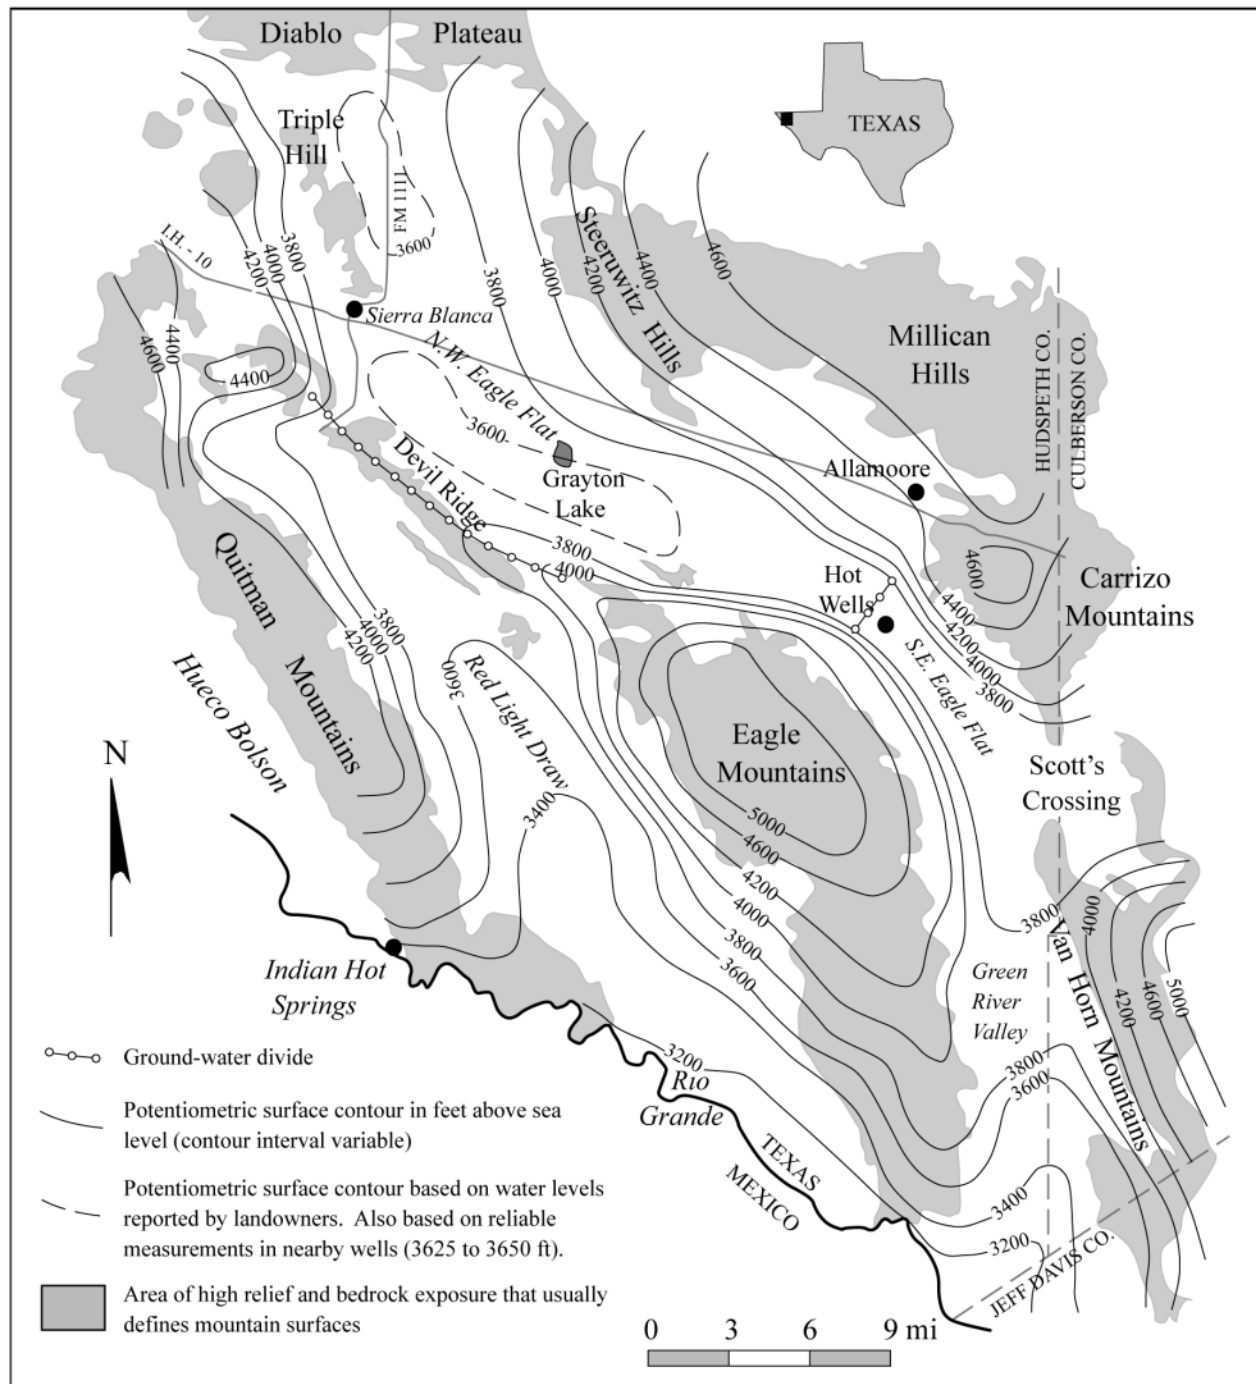 Diablo Plateau
TEXAS
Triple
Hill
FM 1111
3600
I.H. - 10
3800
4000
4200
Steeruwitz Hills
4600
4400
4200
4000
3800
Sierra Blanca
N.W. Eagle Flat
Millican
Hills
HUDSPETH CO.
CULBERSON CO.
4400
4600
4400
3600
Devil Ridge
Grayton
Lake
Allamoore
3800
4000
Hot
Wells
4600
Carrizo
Mountains
4400
4200
4000
3800
S.E. Eagle Flat
Quitman
Mountains
3800
4000
4200
Hueco Bolson
3600
Red Light Draw
Eagle
Mountains
Scott's
Crossing
N
3400
5000
4600
4200
4000
3800
3600
3800
4000
4200
4600
5000
Van Horn Mountains
Indian Hot
Springs
Green
River
Valley
3800
3600
3200
Rio
Grande
TEXAS
MEXICO
3400
3200
JEFF DAVIS CO.
Ground-water divide
Potentiometric surface contour in feet above sea
level (contour interval variable)
Potentiometric surface contour based on water levels
reported by landowners. Also based on reliable
measurements in nearby wells (3625 to 3650 ft).
Area of high relief and bedrock exposure that usually
defines mountain surfaces
0 3 6 9 mi